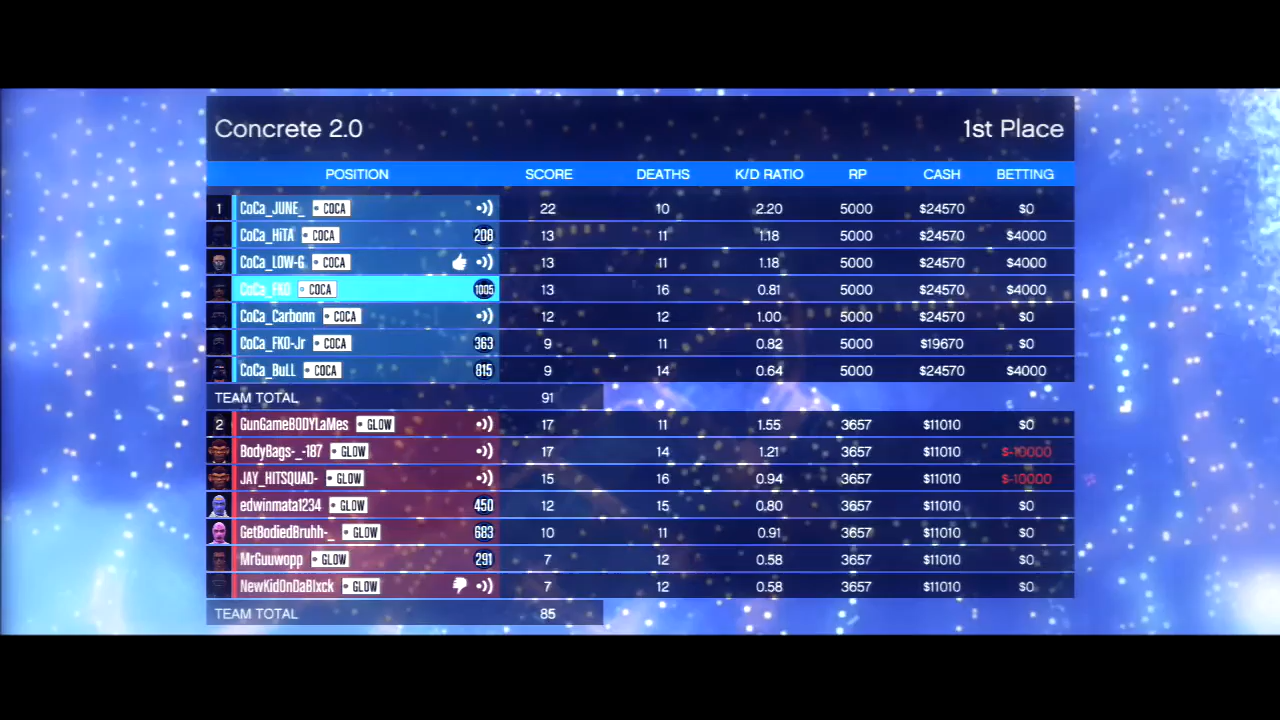 Concrete 2.0 1st Place
POSITION SCORE DEATHS K/D RATIO RP CASH BETTING
1 CoCa_JUNE_ COCA 22 10 2.20 5000 $24570 $0
CoCa_HiTA COCA 208 13 11 1.18 5000 $24570 $4000
CoCa_LOW-G COCA 13 11 1.18 5000 $24570 $4000
CoCa_FKO COCA 1005 13 16 0.81 5000 $24570 $4000
CoCa_Carbonn COCA 12 12 1.00 5000 $24570 $0
CoCa_FKO-Jr COCA 363 9 11 0.82 5000 $19670 $0
CoCa_BuLL COCA 815 9 14 0.64 5000 $24570 $4000
TEAM TOTAL 91
2 GunGameBODYLaMes GLOW 17 11 1.55 3657 $11010 $0
BodyBags-_-187 GLOW 17 14 1.21 3657 $11010 $-10000
JAY_HITSQUAD- GLOW 15 16 0.94 3657 $11010 $-10000
edwinmata1234 GLOW 450 12 15 0.80 3657 $11010 $0
GetBodiedBruhh-_ GLOW 683 10 11 0.91 3657 $11010 $0
MrGuuwopp GLOW 291 7 12 0.58 3657 $11010 $0
NewKidOnDaBlxck GLOW 7 12 0.58 3657 $11010 $0
TEAM TOTAL 85